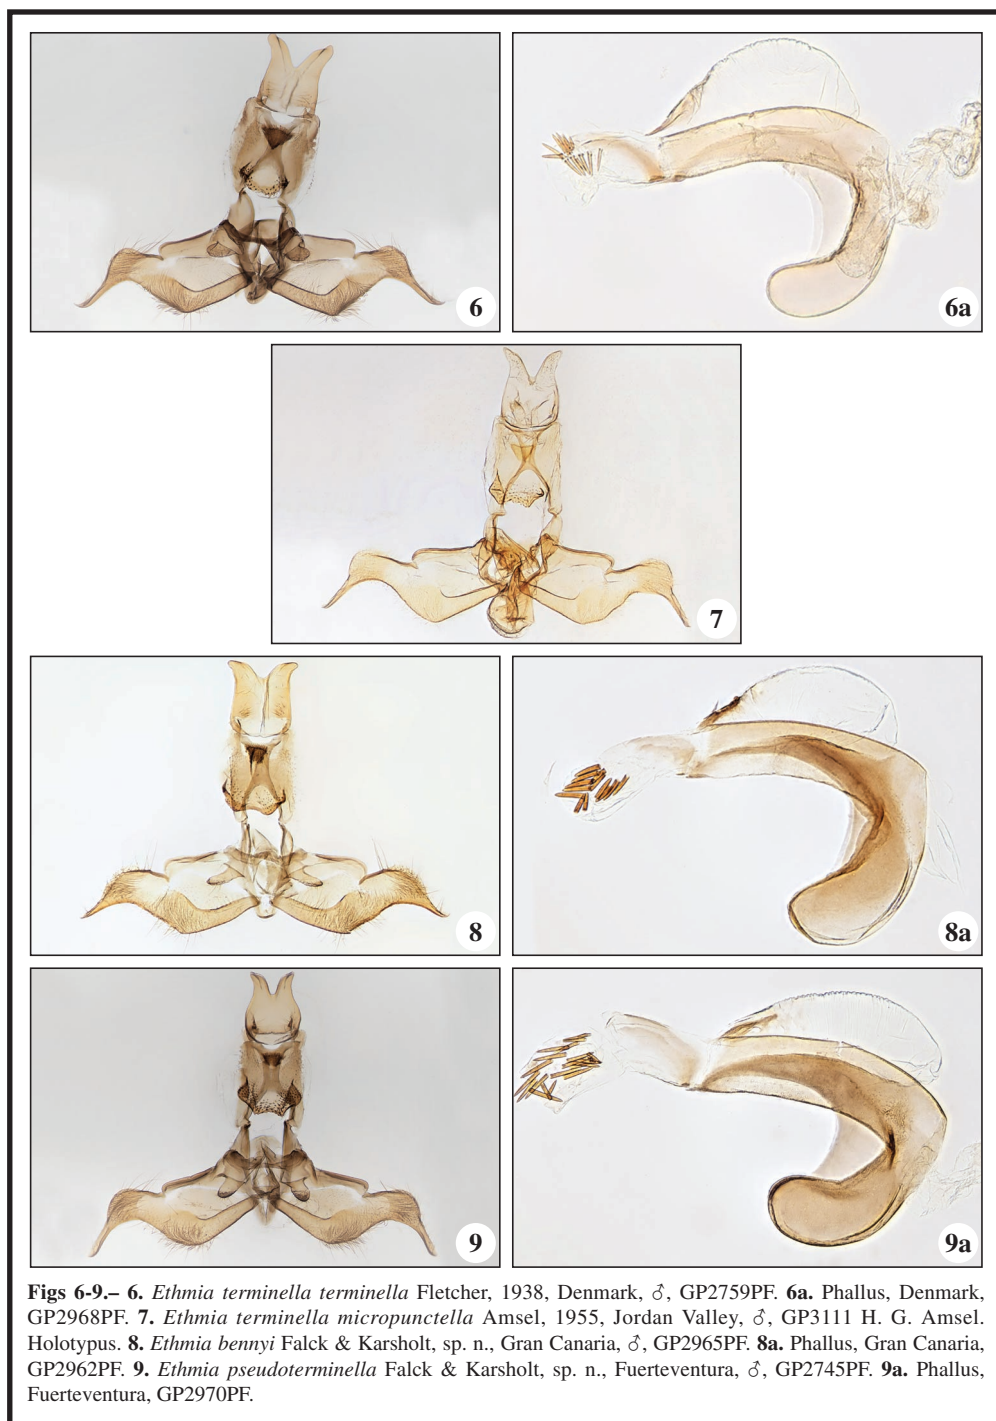 6
6a
7
8
8a
9
9a
Figs 6-9.– 6. Ethmia terminella terminella Fletcher, 1938, Denmark, ♂, GP2759PF. 6a. Phallus, Denmark,
GP2968PF. 7. Ethmia terminella micropunctella Amsel, 1955, Jordan Valley, ♂, GP3111 H. G. Amsel.
Holotypus. 8. Ethmia bennyi Falck & Karsholt, sp. n., Gran Canaria, ♂, GP2965PF. 8a. Phallus, Gran Canaria,
GP2962PF. 9. Ethmia pseudoterminella Falck & Karsholt, sp. n., Fuerteventura, ♂, GP2745PF. 9a. Phallus,
Fuerteventura, GP2970PF.